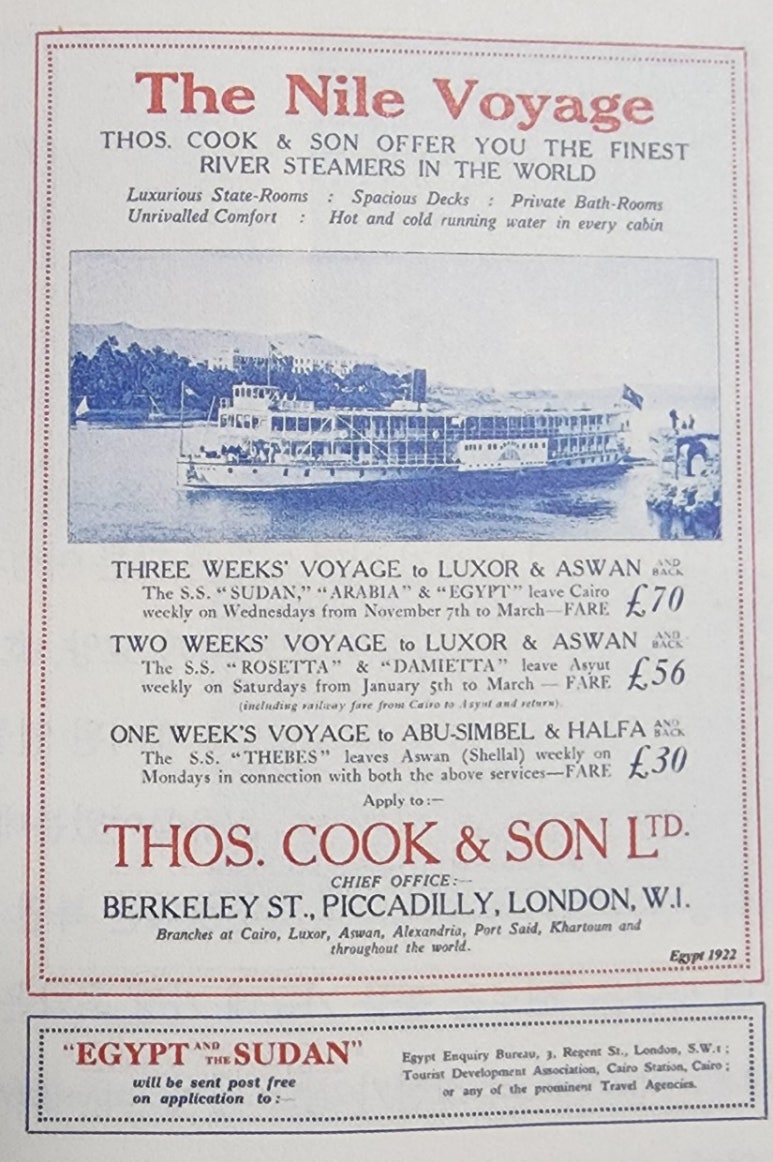 The Nile Voyage
THOS. COOK & SON OFFER YOU THE FINEST
RIVER STEAMERS IN THE WORLD
Luxurious State-Rooms : Spacious Decks : Private Bath-Rooms
Unrivalled Comfort : Hot and cold running water in every cabin
THREE WEEKS' VOYAGE to LUXOR & ASWAN AND BACK
The S.S. "SUDAN," "ARABIA" & "EGYPT" leave Cairo
weekly on Wednesdays from November 7th to March—FARE £70
TWO WEEKS' VOYAGE to LUXOR & ASWAN AND BACK
The S.S. "ROSETTA" & "DAMIETTA" leave Asyut
weekly on Saturdays from January 5th to March — FARE £56
(including railway fare from Cairo to Asyut and return).
ONE WEEK'S VOYAGE to ABU-SIMBEL & HALFA AND BACK
The S.S. "THEBES" leaves Aswan (Shellal) weekly on
Mondays in connection with both the above services—FARE £30
Apply to:—
THOS. COOK & SON LTD.
CHIEF OFFICE:—
BERKELEY ST., PICCADILLY, LONDON, W.1.
Branches at Cairo, Luxor, Aswan, Alexandria, Port Said, Khartoum and
throughout the world.
Egypt 1922
"EGYPT AND THE SUDAN"
will be sent post free
on application to:—
Egypt Enquiry Bureau, 3, Regent St., London, S.W.1;
Tourist Development Association, Cairo Station, Cairo;
or any of the prominent Travel Agencies.